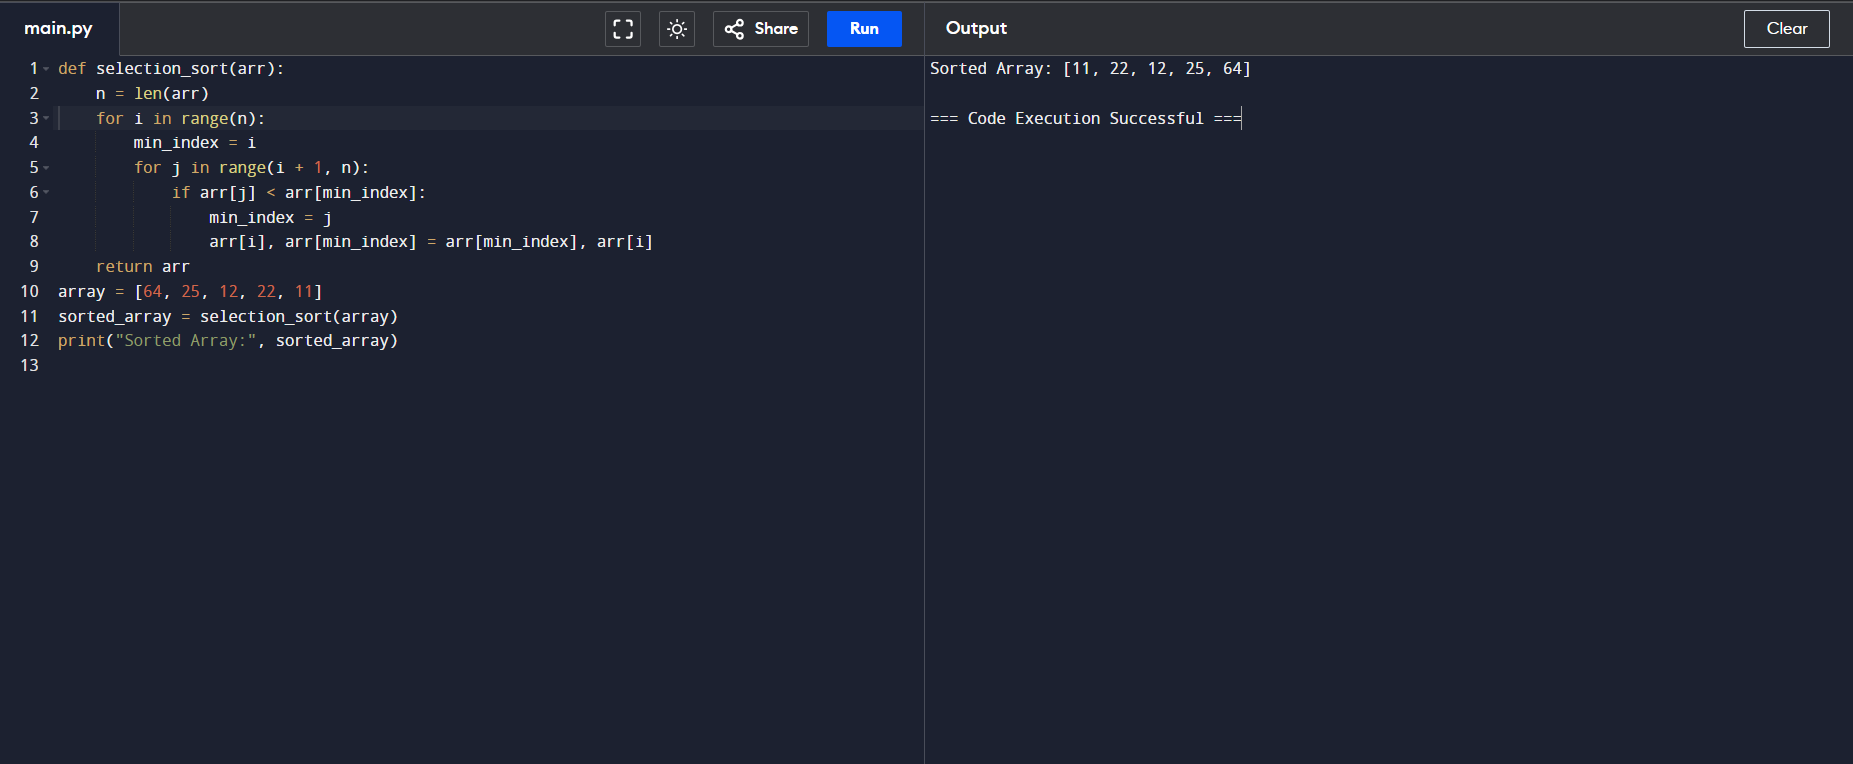 main.py
Share
Run
Output
Clear
1 def selection_sort(arr):
2     n = len(arr)
3     for i in range(n):
4         min_index = i
5         for j in range(i + 1, n):
6             if arr[j] < arr[min_index]:
7                 min_index = j
8                 arr[i], arr[min_index] = arr[min_index], arr[i]
9     return arr
10 array = [64, 25, 12, 22, 11]
11 sorted_array = selection_sort(array)
12 print("Sorted Array:", sorted_array)
13
Sorted Array: [11, 22, 12, 25, 64]
=== Code Execution Successful ===